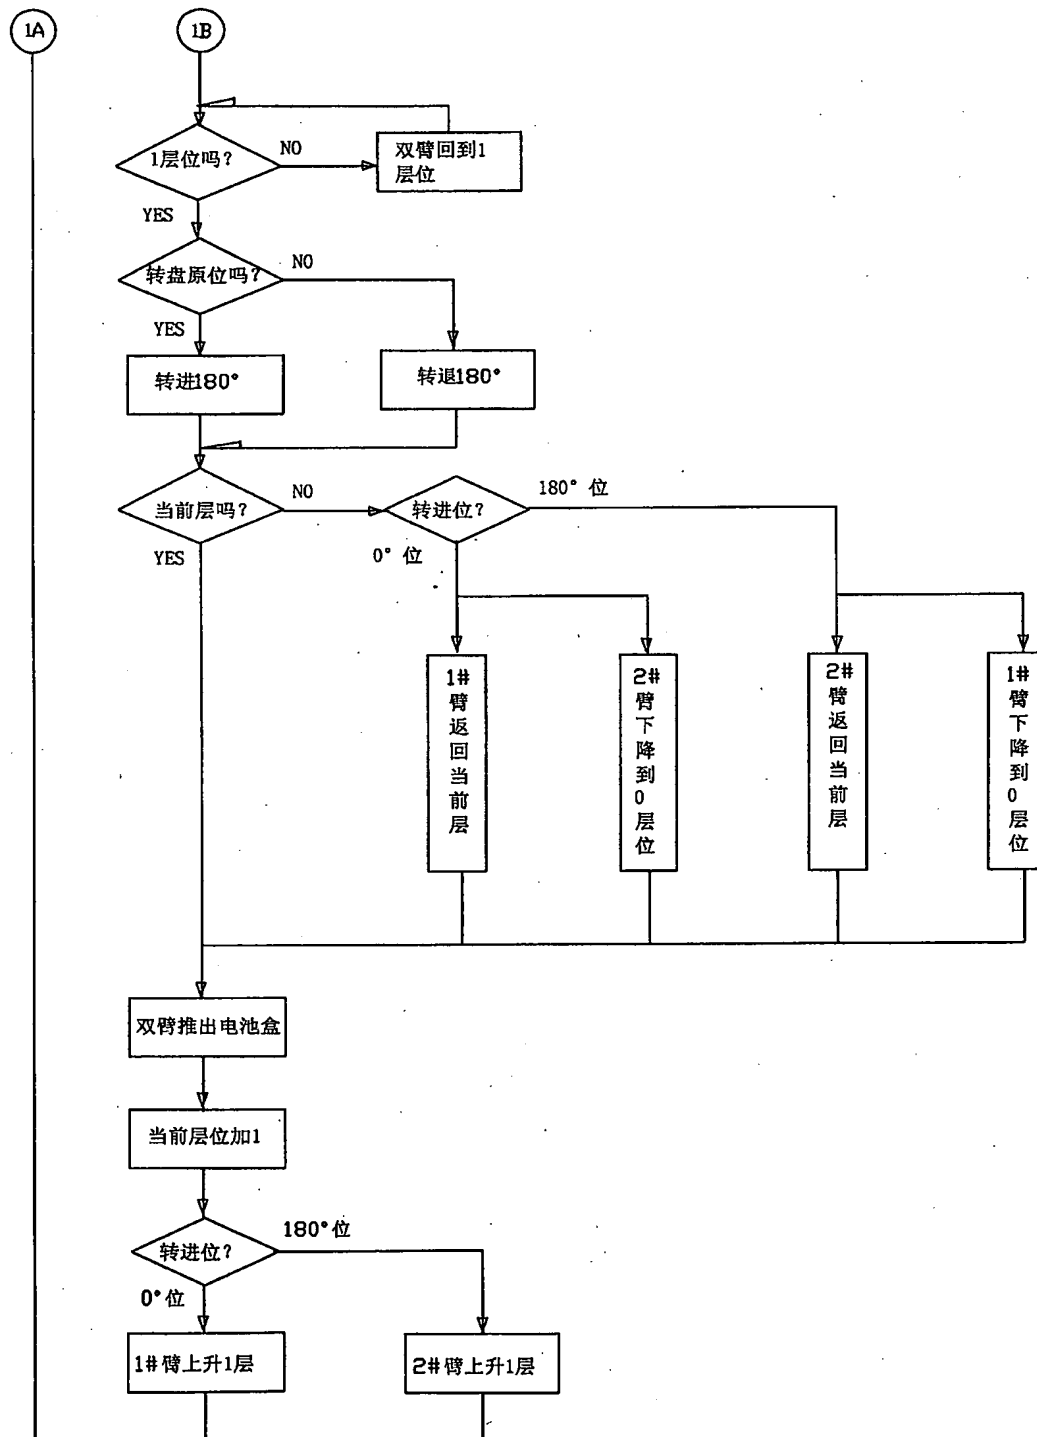 1A
1B
1层位吗?
NO
双臂回到1
层位
YES
转盘原位吗?
NO
YES
转进180°
转退180°
当前层吗?
NO
转进位?
180° 位
YES
0° 位
1#臂返回当前层
2#臂下降到0层位
2#臂返回当前层
1#臂下降到0层位
双臂推出电池盒
当前层位加1
转进位?
180°位
0°位
1#臂上升1层
2#臂上升1层